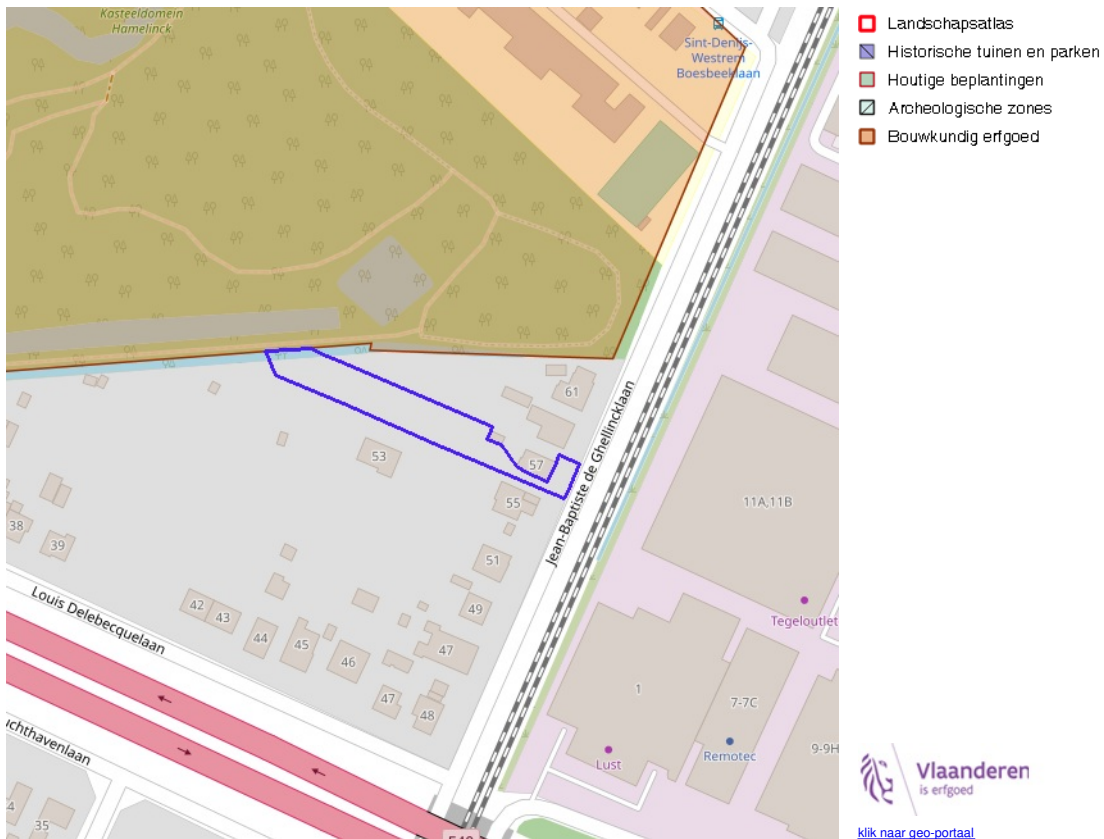 Kasteeldomein
Hamelinck
Sint-Denijs-
Westrem
Boesbeeklaan
61
57
55
53
51
49
47
38
39
42
43
44
45
46
47
48
Jean-Baptiste de Ghellincklaan
Louis Delebecquelaan
uchthavenlaan
35
11A,11B
Tegeloutlet
1
7-7C
9-9H
Lust
Remotec
E40
Landschapsatlas
Historische tuinen en parken
Houtige beplantingen
Archeologische zones
Bouwkundig erfgoed
Vlaanderen
is erfgoed
klik naar geo-portaal